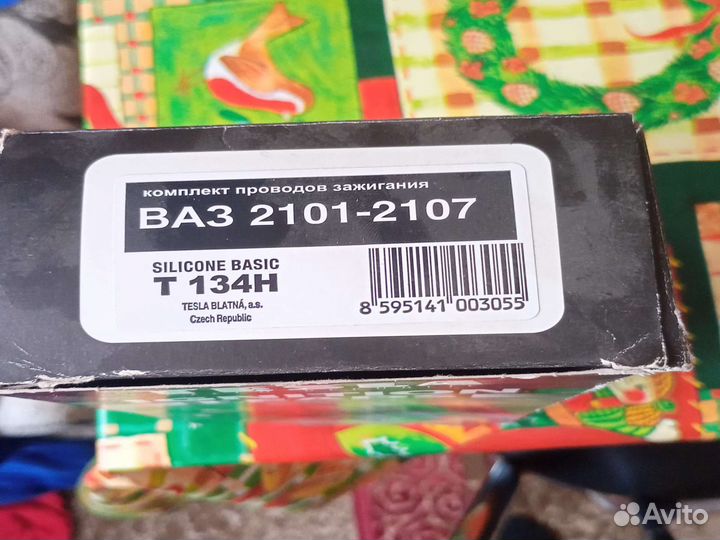 комплект проводов зажигания
ВАЗ 2101-2107
SILICONE BASIC
T 134H
TESLA BLATNÁ, a.s.
Czech Republic
8 595141 003055
Avito